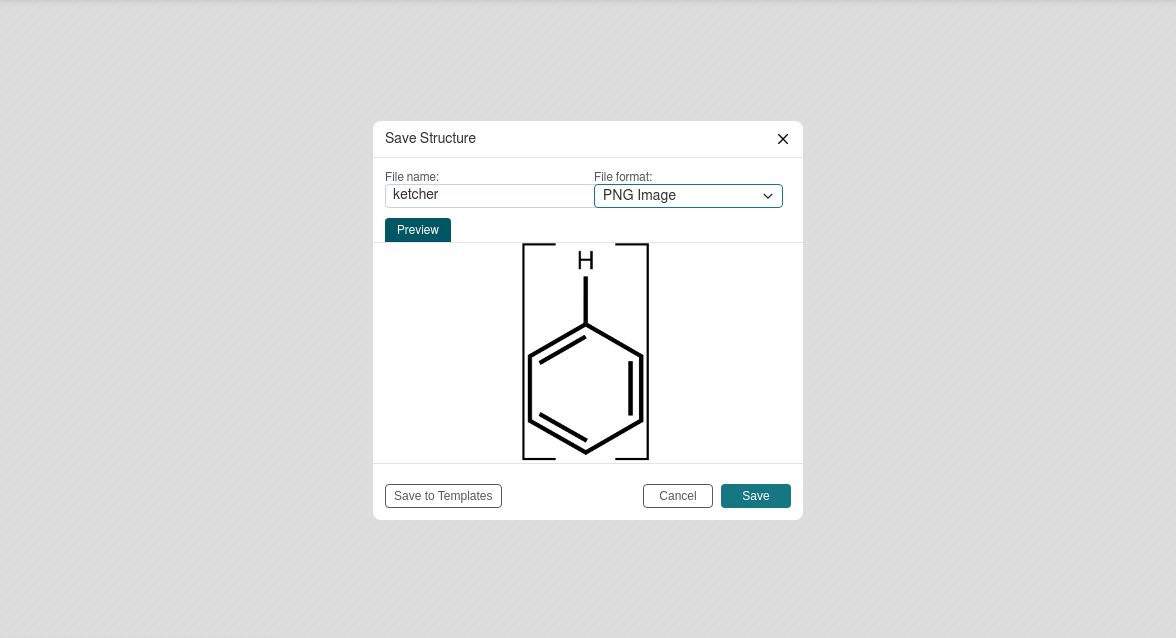 Save Structure
File name:
File format:
ketcher
PNG Image
Preview
H
Save to Templates
Cancel
Save